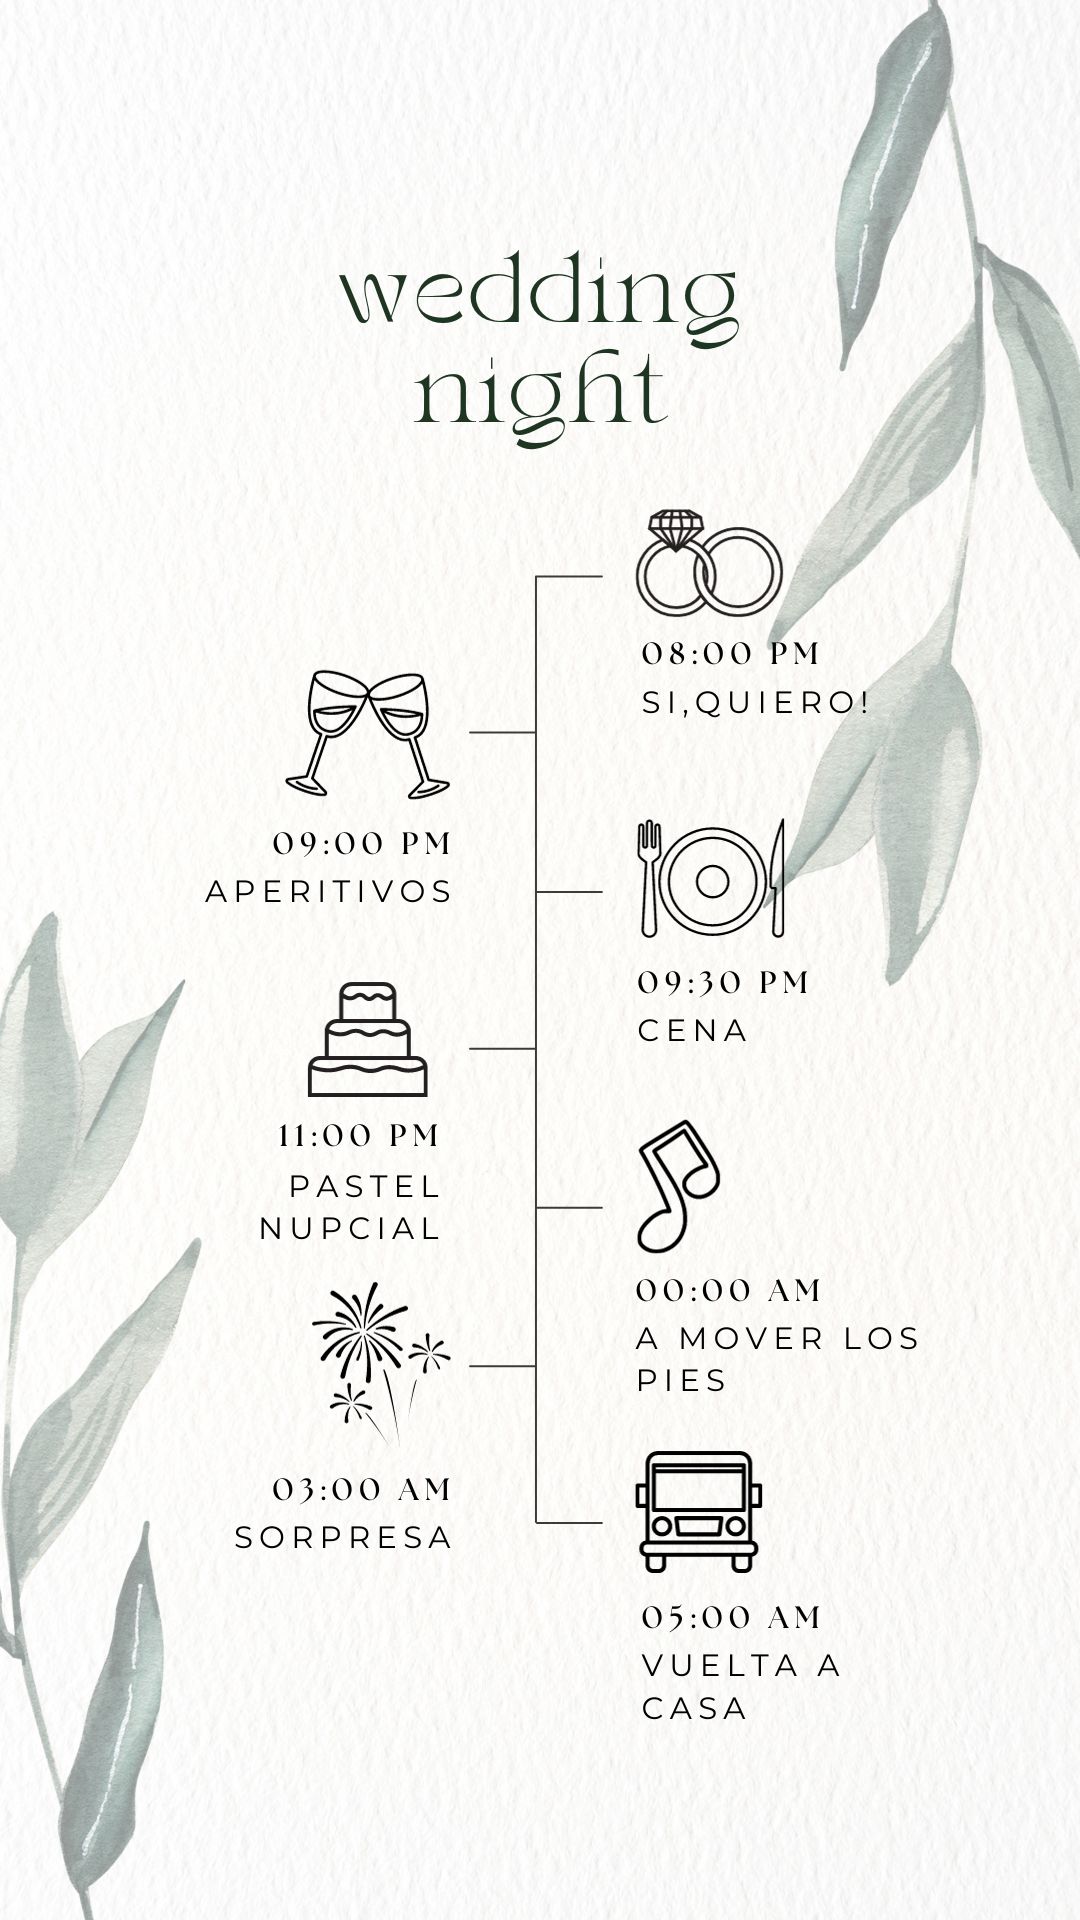 wedding
night
08:00 PM
SI,QUIERO!
09:00 PM
APERITIVOS
09:30 PM
CENA
11:00 PM
PASTEL
NUPCIAL
00:00 AM
A MOVER LOS
PIES
03:00 AM
SORPRESA
05:00 AM
VUELTA A
CASA